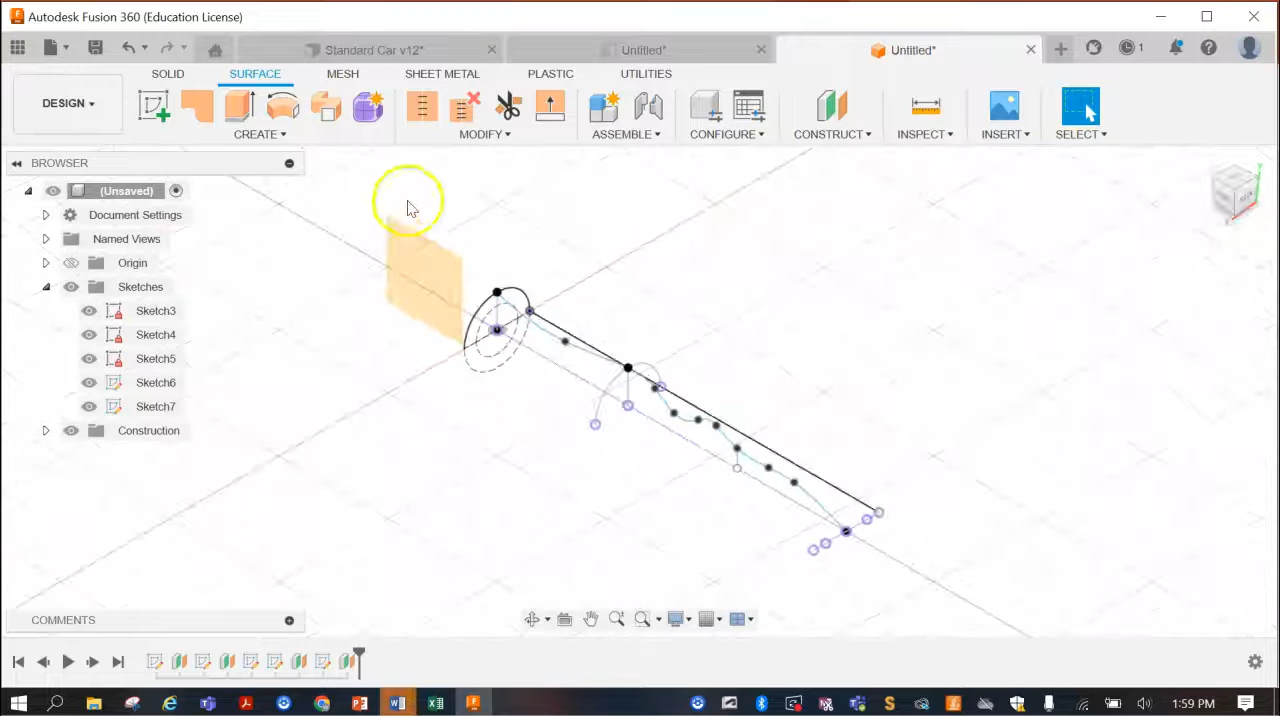 Autodesk Fusion 360 (Education License)
Standard Car v12*
Untitled*
Untitled*
1
SOLID
SURFACE
MESH
SHEET METAL
PLASTIC
UTILITIES
DESIGN
CREATE
MODIFY
ASSEMBLE
CONFIGURE
CONSTRUCT
INSPECT
INSERT
SELECT
BROWSER
(Unsaved)
Document Settings
Named Views
Origin
Sketches
Sketch3
Sketch4
Sketch5
Sketch6
Sketch7
Construction
COMMENTS
1:59 PM